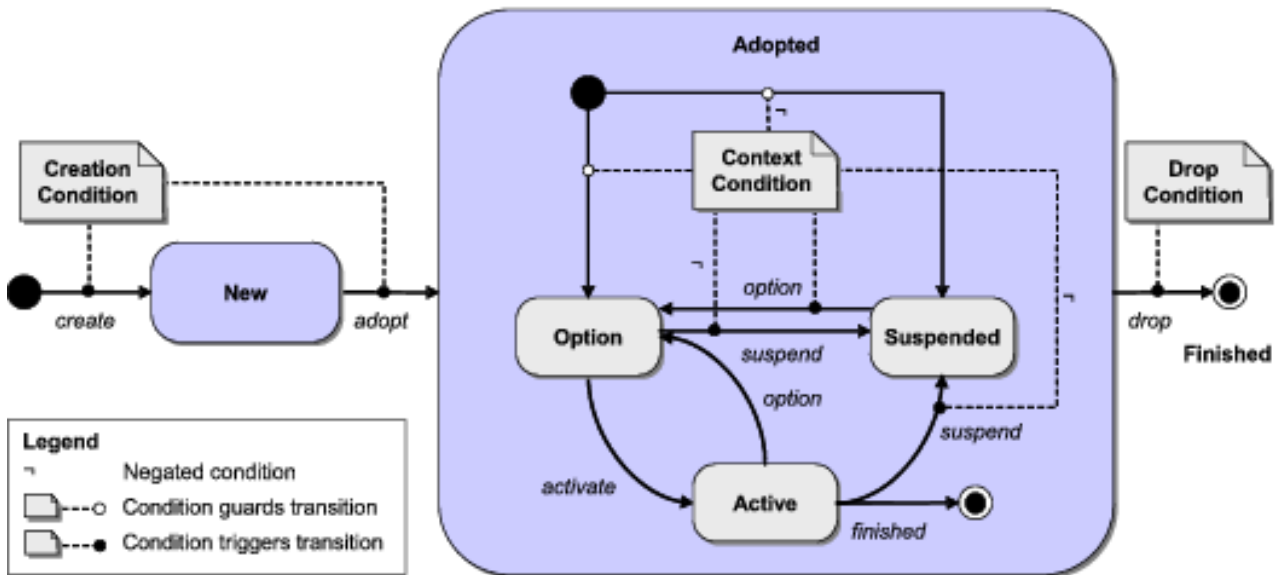 Adopted
¬
Creation
Condition
Context
Condition
Drop
Condition
¬
¬
New
create
adopt
option
Option
Suspended
suspend
drop
Finished
option
suspend
activate
Active
finished
Legend
¬ Negated condition
Condition guards transition
Condition triggers transition